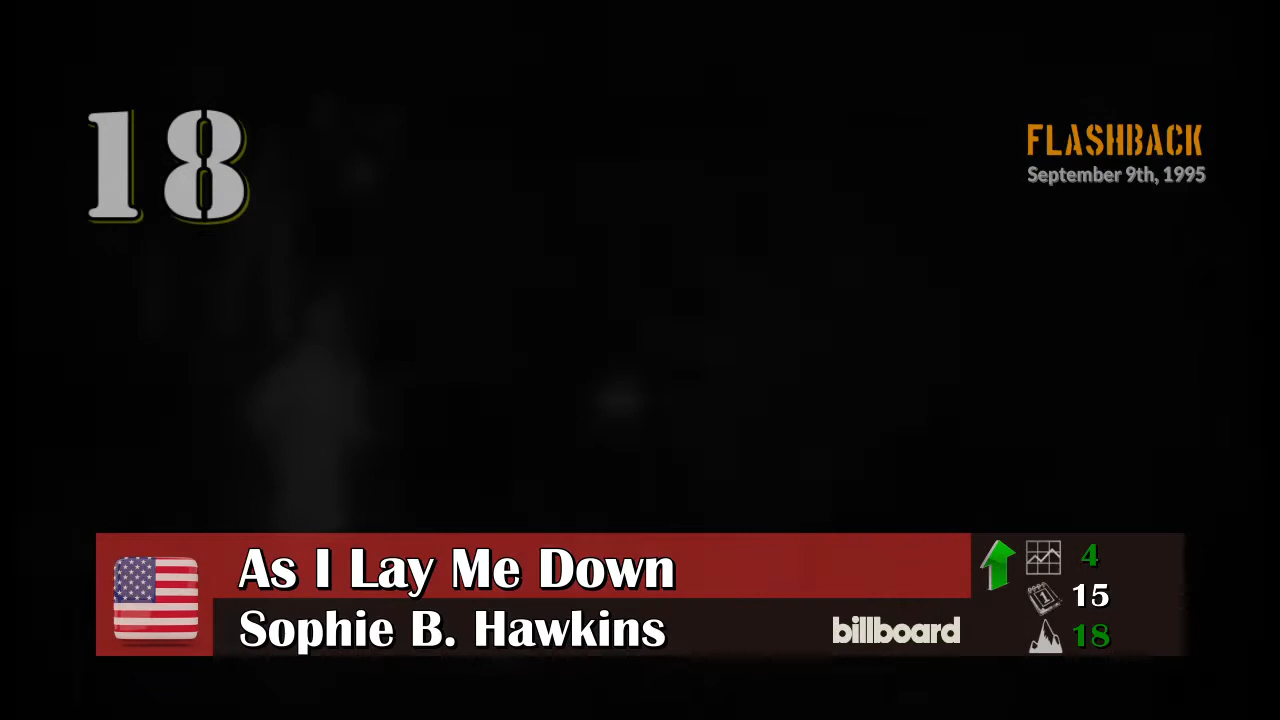 18
FLASHBACK
September 9th, 1995
As I Lay Me Down
Sophie B. Hawkins
billboard
4
15
18